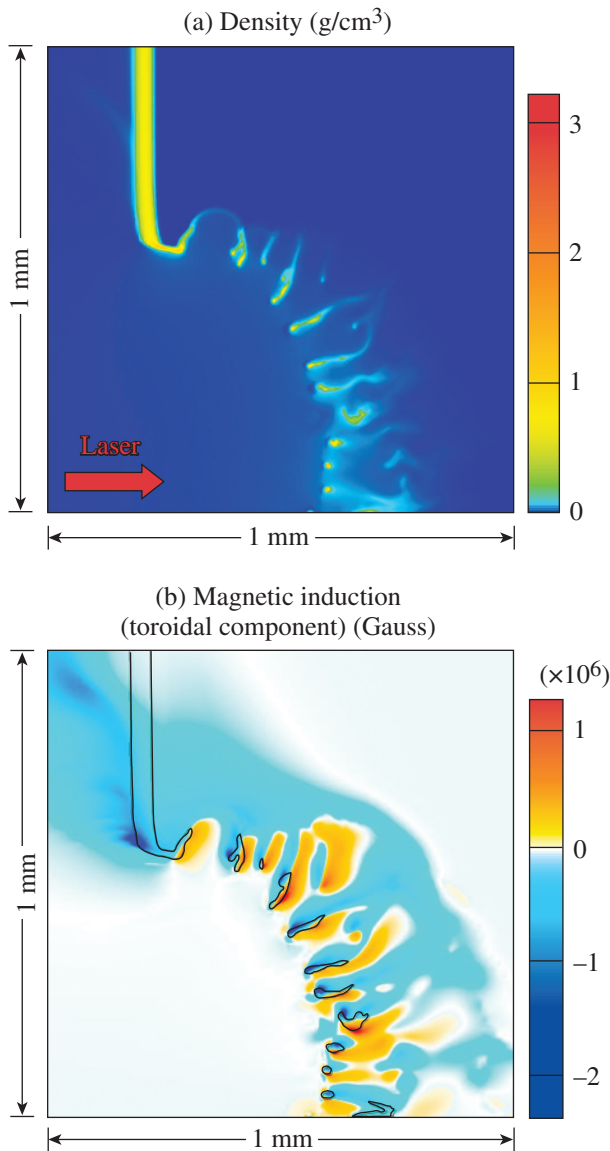 (a) Density (g/cm³)
3
2
1
0
1 mm
Laser
1 mm
(b) Magnetic induction
(toroidal component) (Gauss)
(×10⁶)
1
0
–1
–2
1 mm
1 mm